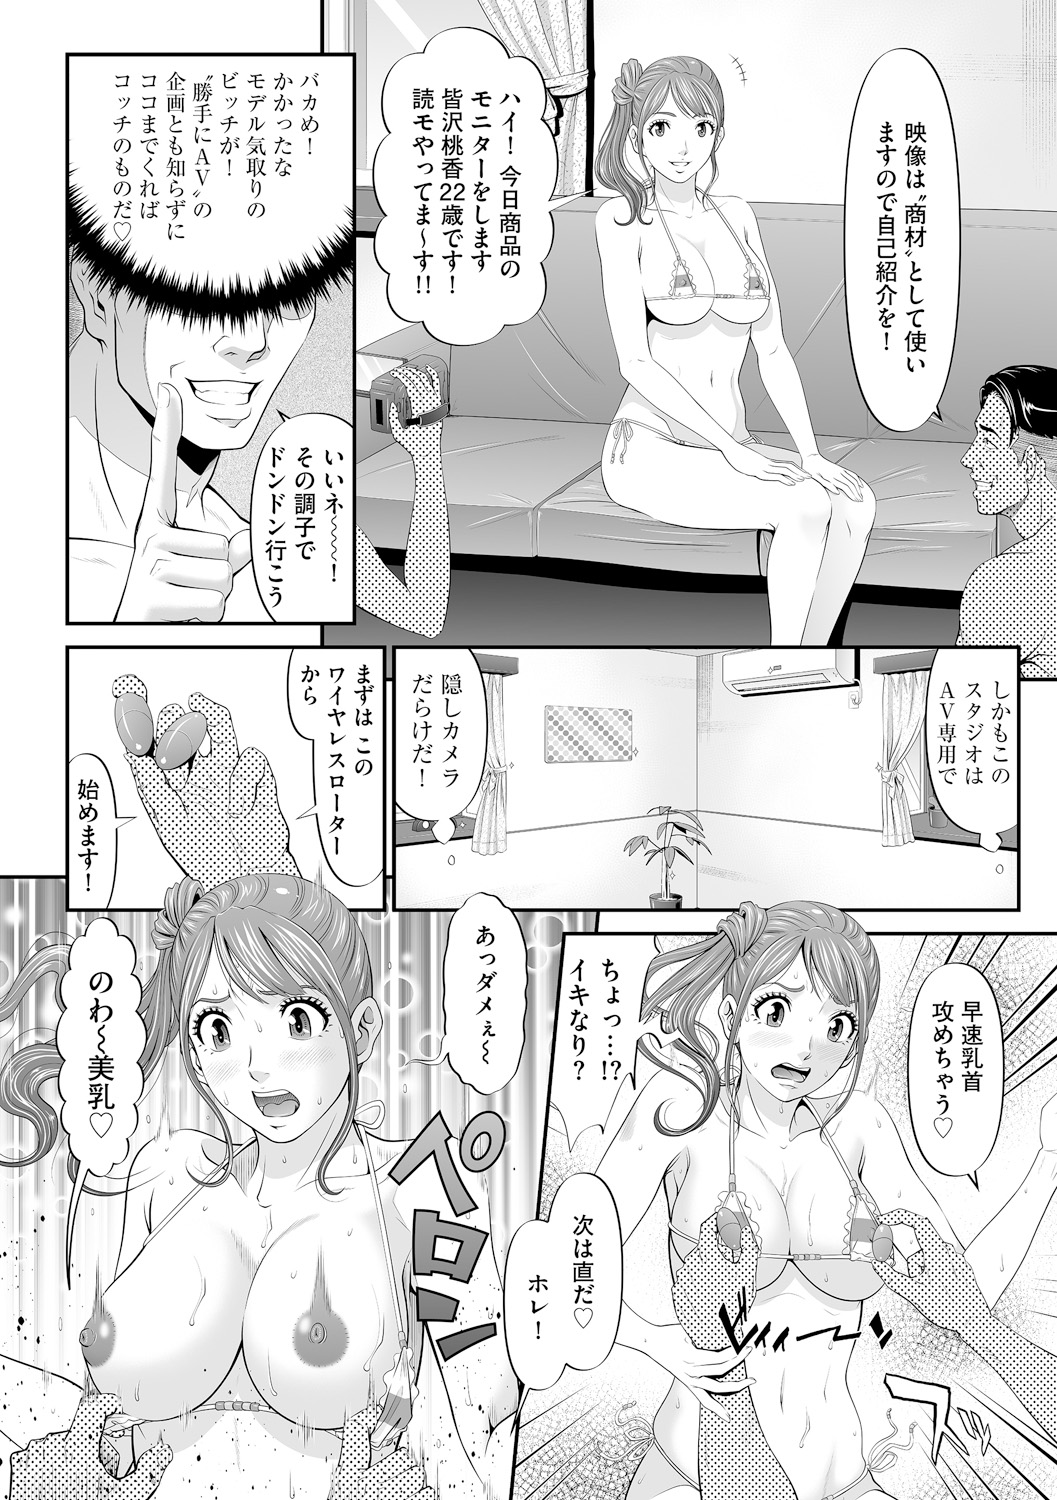 映像は〝商材〟として使い
ますので自己紹介を！
ハイ！今日商品の
モニターをします
皆沢桃香22歳です！
読モやってま〜す!!
バカめ！
かかったな
モデル気取りの
ビッチが！
〝勝手にAV〟の
企画とも知らずに
ココまでくれば
コッチのものだ♡
いいネ〜〜〜！
その調子で
ドンドン行こう
しかもこの
スタジオは
AV専用で
隠しカメラ
だらけだ！
まずは この
ワイヤレスローター
から
始めます！
早速乳首
攻めちゃう♡
ちょっ…!?
イキなり？
ビィィーーッ
次は直だ♡
ホレ！
あっダメぇ〜
ペロン
のわ〜美乳♡